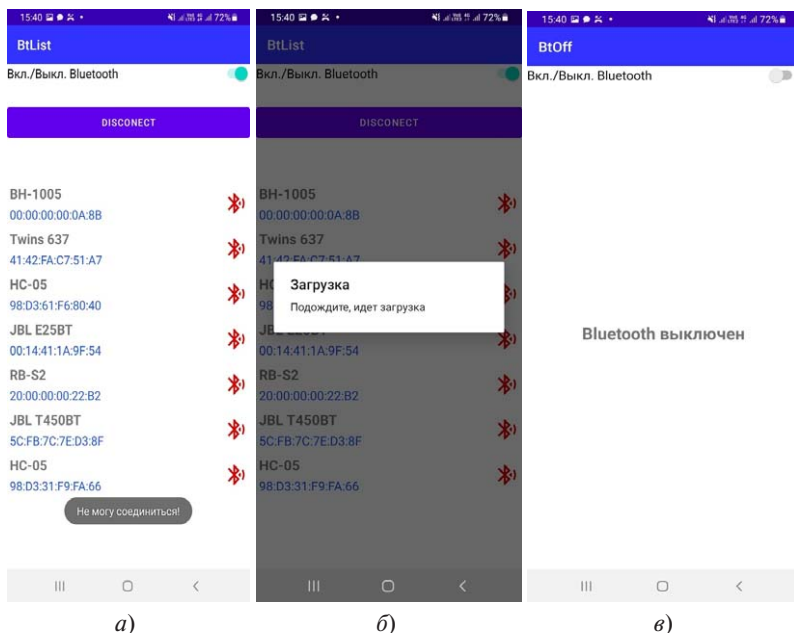 15:40
72%
BtList
Вкл./Выкл. Bluetooth
DISCONECT
BH-1005
00:00:00:00:0A:8B
Twins 637
41:42:FA:C7:51:A7
HC-05
98:D3:61:F6:80:40
JBL E25BT
00:14:41:1A:9F:54
RB-S2
20:00:00:00:22:B2
JBL T450BT
5C:FB:7C:7E:D3:8F
HC-05
98:D3:31:F9:FA:66
Не могу соединиться!
а)
15:40
72%
BtList
Вкл./Выкл. Bluetooth
DISCONECT
BH-1005
00:00:00:00:0A:8B
Twins 637
41:42:FA:C7:51:A7
Загрузка
Подождите, идет загрузка
00:14:41:1A:9F:54
RB-S2
20:00:00:00:22:B2
JBL T450BT
5C:FB:7C:7E:D3:8F
HC-05
98:D3:31:F9:FA:66
б)
15:40
72%
BtOff
Вкл./Выкл. Bluetooth
Bluetooth выключен
в)